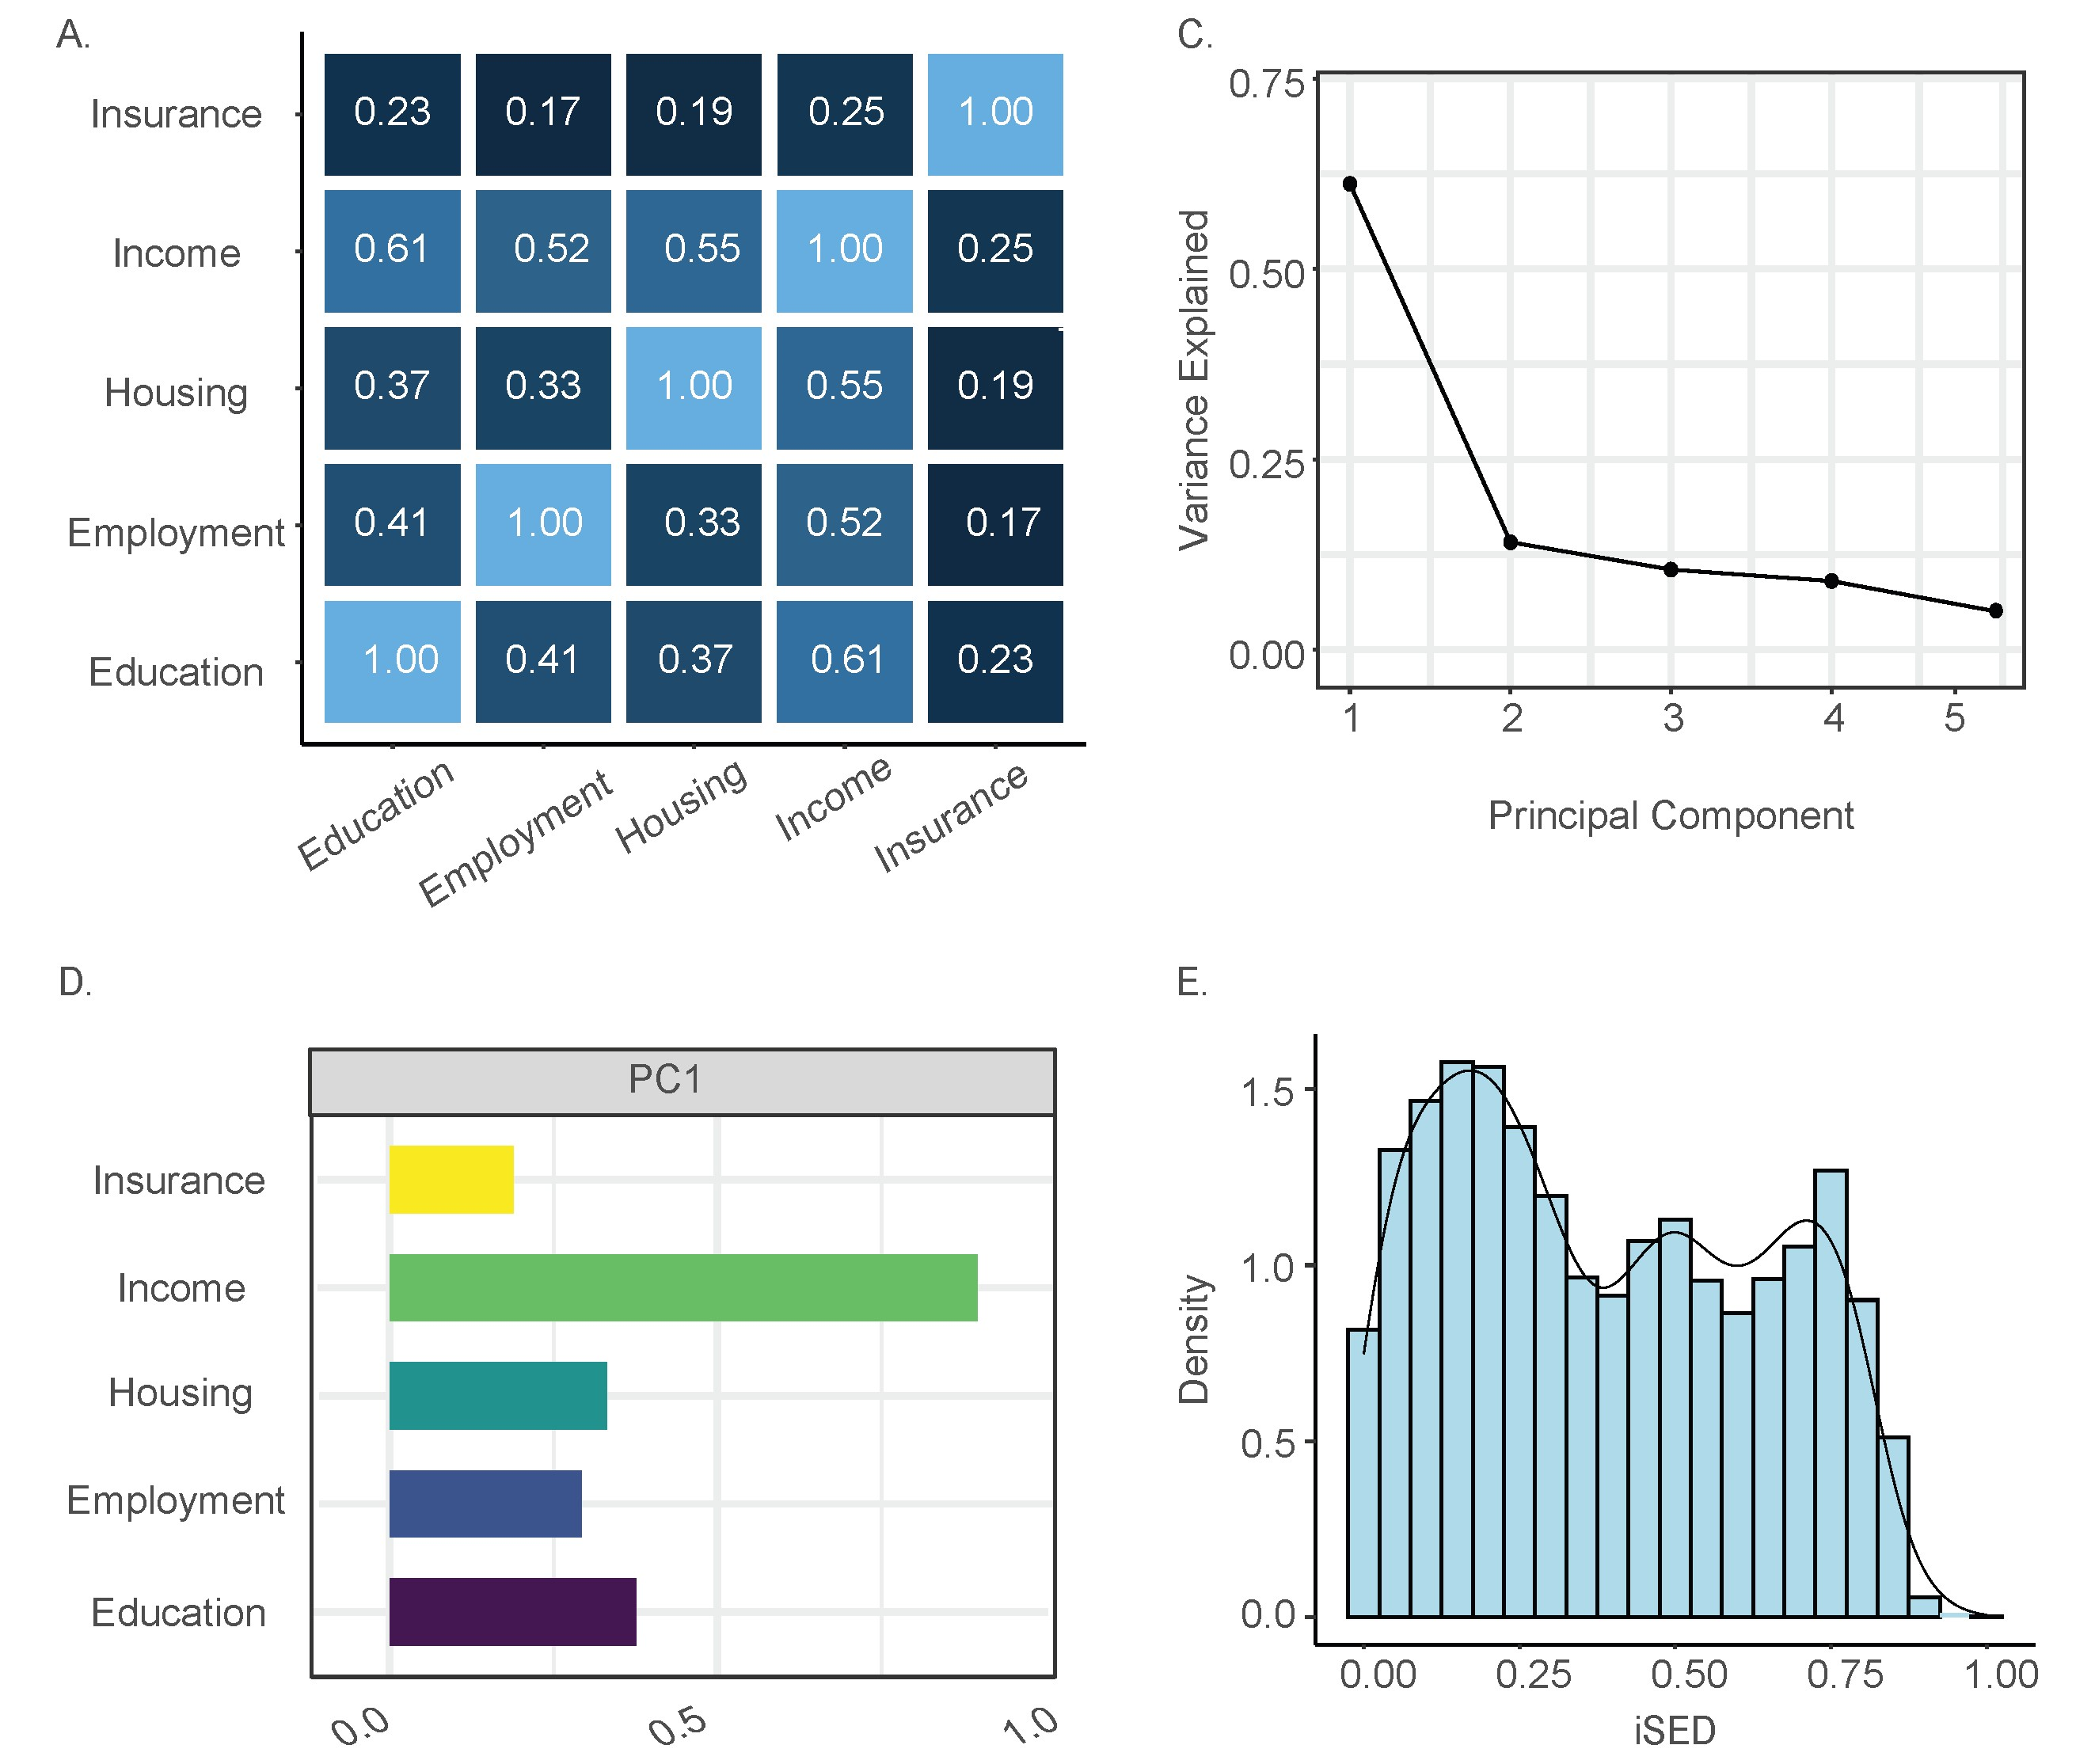 A.
Insurance 0.23 0.17 0.19 0.25 1.00
Income 0.61 0.52 0.55 1.00 0.25
Housing 0.37 0.33 1.00 0.55 0.19
Employment 0.41 1.00 0.33 0.52 0.17
Education 1.00 0.41 0.37 0.61 0.23
Education Employment Housing Income Insurance
C.
Variance Explained
0.75
0.50
0.25
0.00
1 2 3 4 5
Principal Component
D.
PC1
Insurance
Income
Housing
Employment
Education
0.0 0.5 1.0
E.
Density
1.5
1.0
0.5
0.0
0.00 0.25 0.50 0.75 1.00
iSED